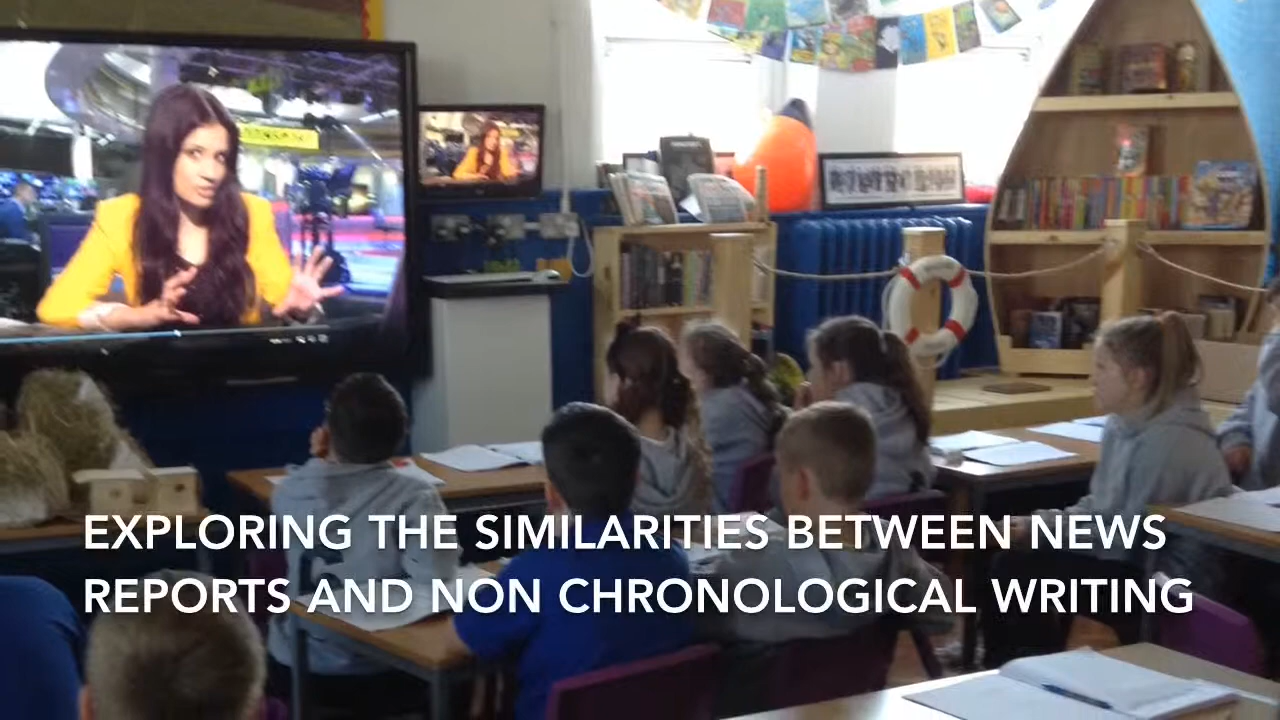 EXPLORING THE SIMILARITIES BETWEEN NEWS
REPORTS AND NON CHRONOLOGICAL WRITING